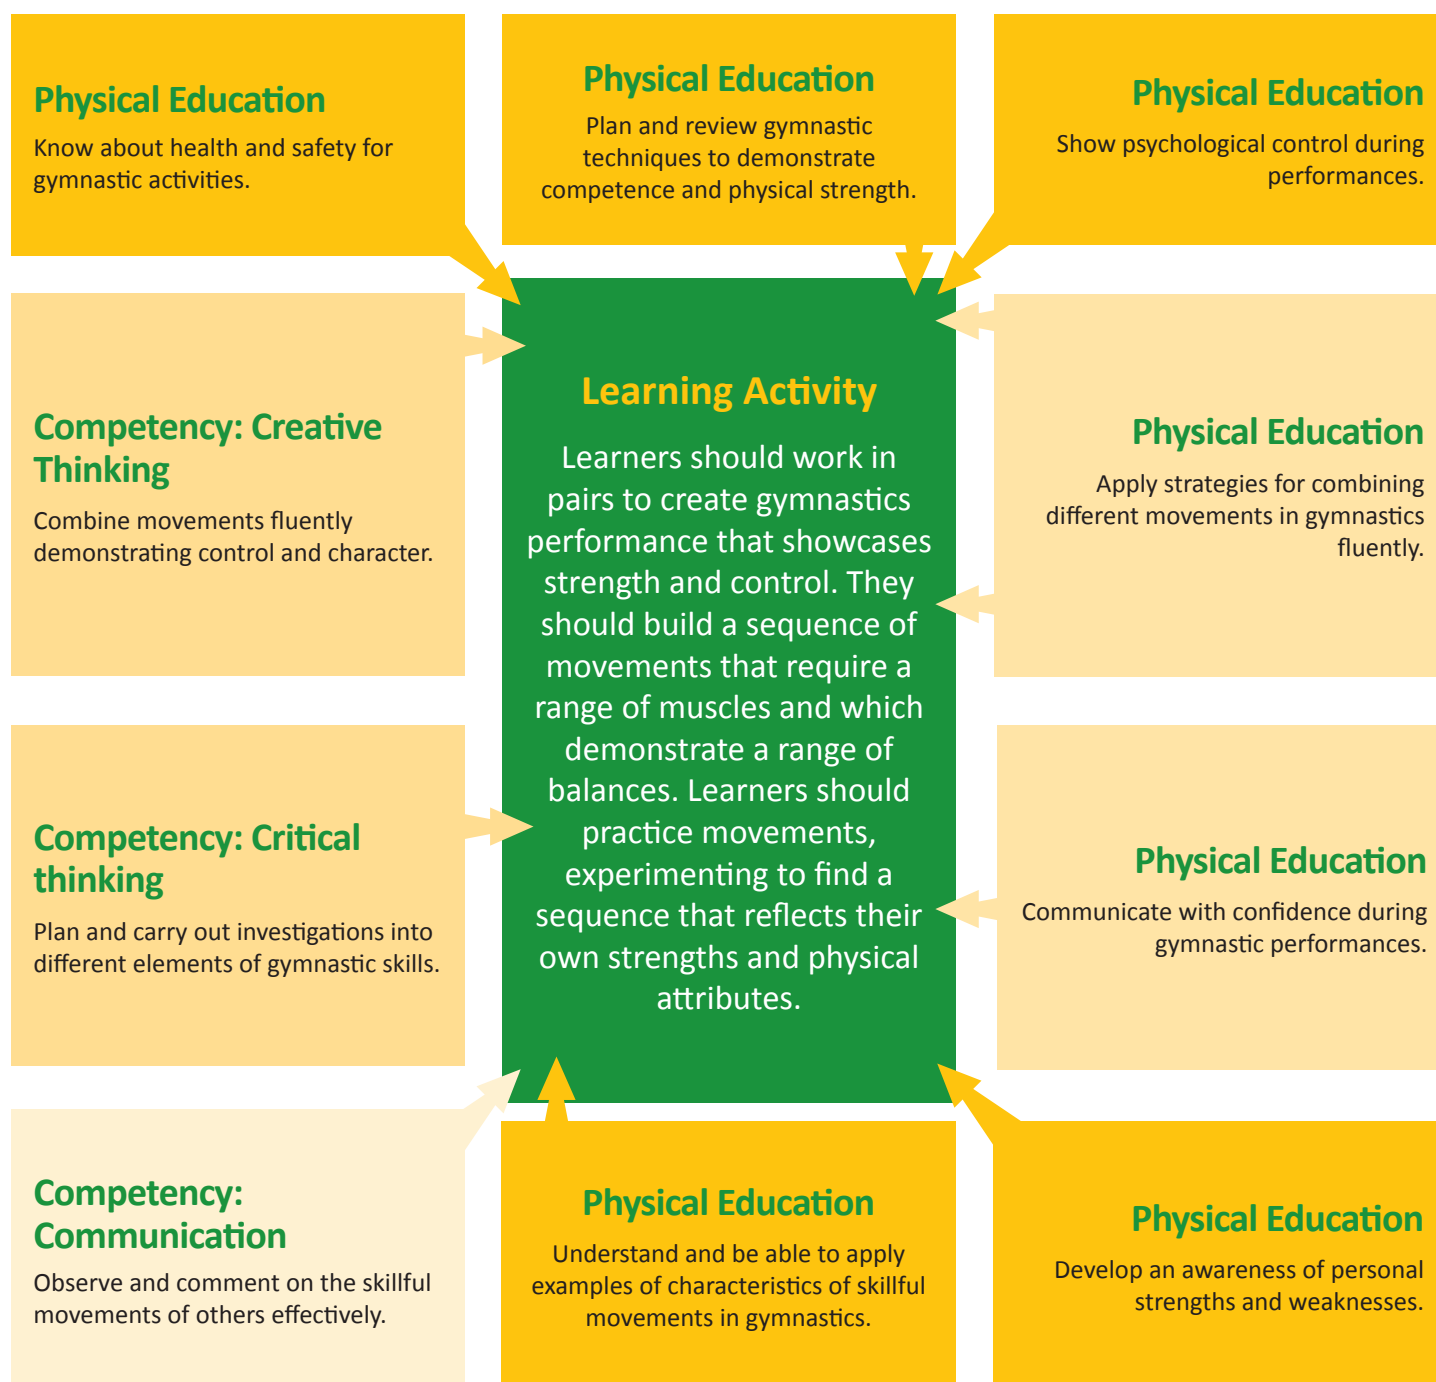 Physical Education
Know about health and safety for
gymnastic activities.
Physical Education
Plan and review gymnastic
techniques to demonstrate
competence and physical strength.
Physical Education
Show psychological control during
performances.
Competency: Creative
Thinking
Combine movements fluently
demonstrating control and character.
Learning Activity
Learners should work in
pairs to create gymnastics
performance that showcases
strength and control. They
should build a sequence of
movements that require a
range of muscles and which
demonstrate a range of
balances. Learners should
practice movements,
experimenting to find a
sequence that reflects their
own strengths and physical
attributes.
Physical Education
Apply strategies for combining
different movements in gymnastics
fluently.
Competency: Critical
thinking
Plan and carry out investigations into
different elements of gymnastic skills.
Physical Education
Communicate with confidence during
gymnastic performances.
Competency:
Communication
Observe and comment on the skillful
movements of others effectively.
Physical Education
Understand and be able to apply
examples of characteristics of skillful
movements in gymnastics.
Physical Education
Develop an awareness of personal
strengths and weaknesses.